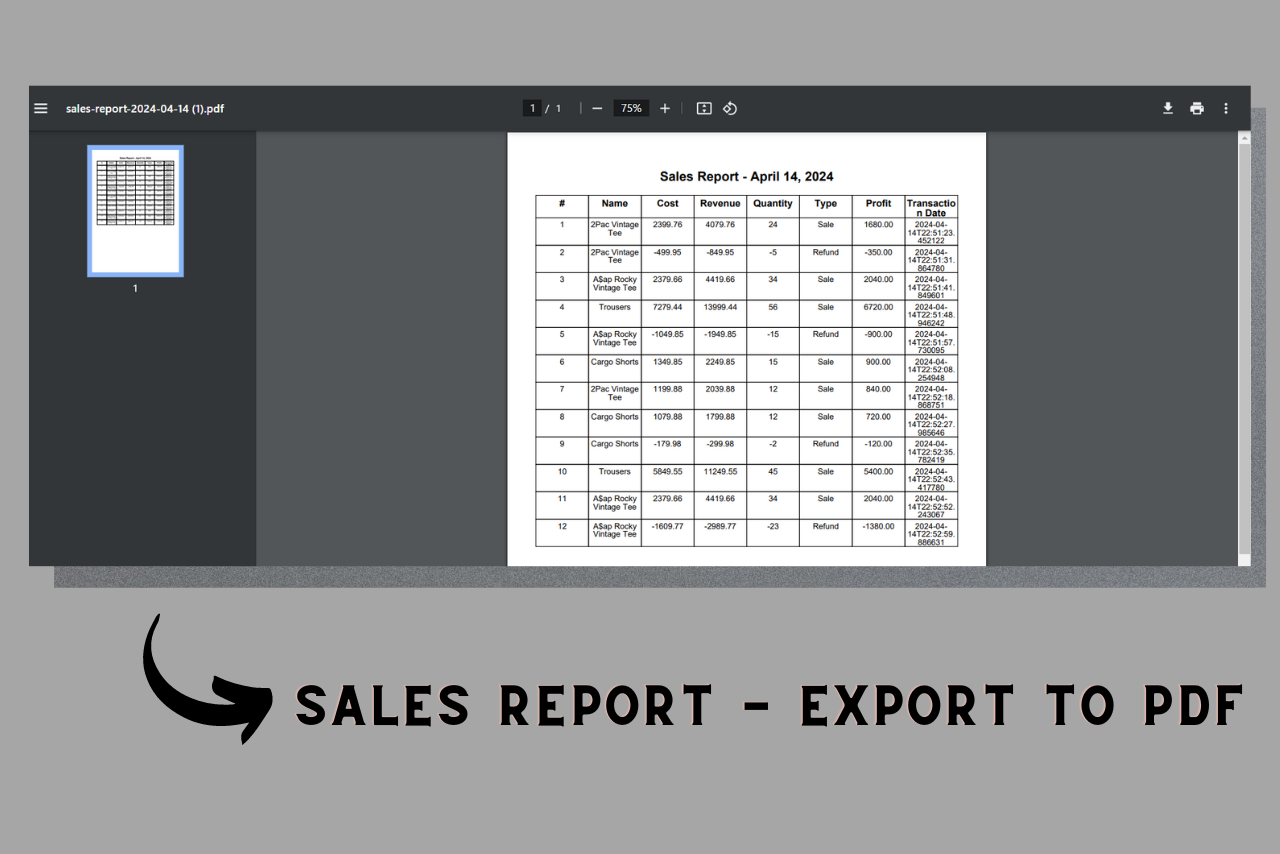 sales-report-2024-04-14 (1).pdf
1 / 1
75%
1
Sales Report - April 14, 2024
# Name Cost Revenue Quantity Type Profit Transactio
n Date
1 2Pac Vintage 2399.76 4079.76 24 Sale 1680.00 2024-04-
Tee 14T22:51:23.
452122
2 2Pac Vintage -499.95 -849.95 -5 Refund -350.00 2024-04-
Tee 14T22:51:31.
864780
3 A$ap Rocky 2379.66 4419.66 34 Sale 2040.00 2024-04-
Vintage Tee 14T22:51:41.
849601
4 Trousers 7279.44 13999.44 56 Sale 6720.00 2024-04-
14T22:51:48.
946242
5 A$ap Rocky -1049.85 -1949.85 -15 Refund -900.00 2024-04-
Vintage Tee 14T22:51:57.
730095
6 Cargo Shorts 1349.85 2249.85 15 Sale 900.00 2024-04-
14T22:52:08.
254948
7 2Pac Vintage 1199.88 2039.88 12 Sale 840.00 2024-04-
Tee 14T22:52:18.
868751
8 Cargo Shorts 1079.88 1799.88 12 Sale 720.00 2024-04-
14T22:52:27.
985646
9 Cargo Shorts -179.98 -299.98 -2 Refund -120.00 2024-04-
14T22:52:35.
782419
10 Trousers 5849.55 11249.55 45 Sale 5400.00 2024-04-
14T22:52:43.
417780
11 A$ap Rocky 2379.66 4419.66 34 Sale 2040.00 2024-04-
Vintage Tee 14T22:52:52.
243067
12 A$ap Rocky -1609.77 -2989.77 -23 Refund -1380.00 2024-04-
Vintage Tee 14T22:52:59.
886631
SALES REPORT - EXPORT TO PDF